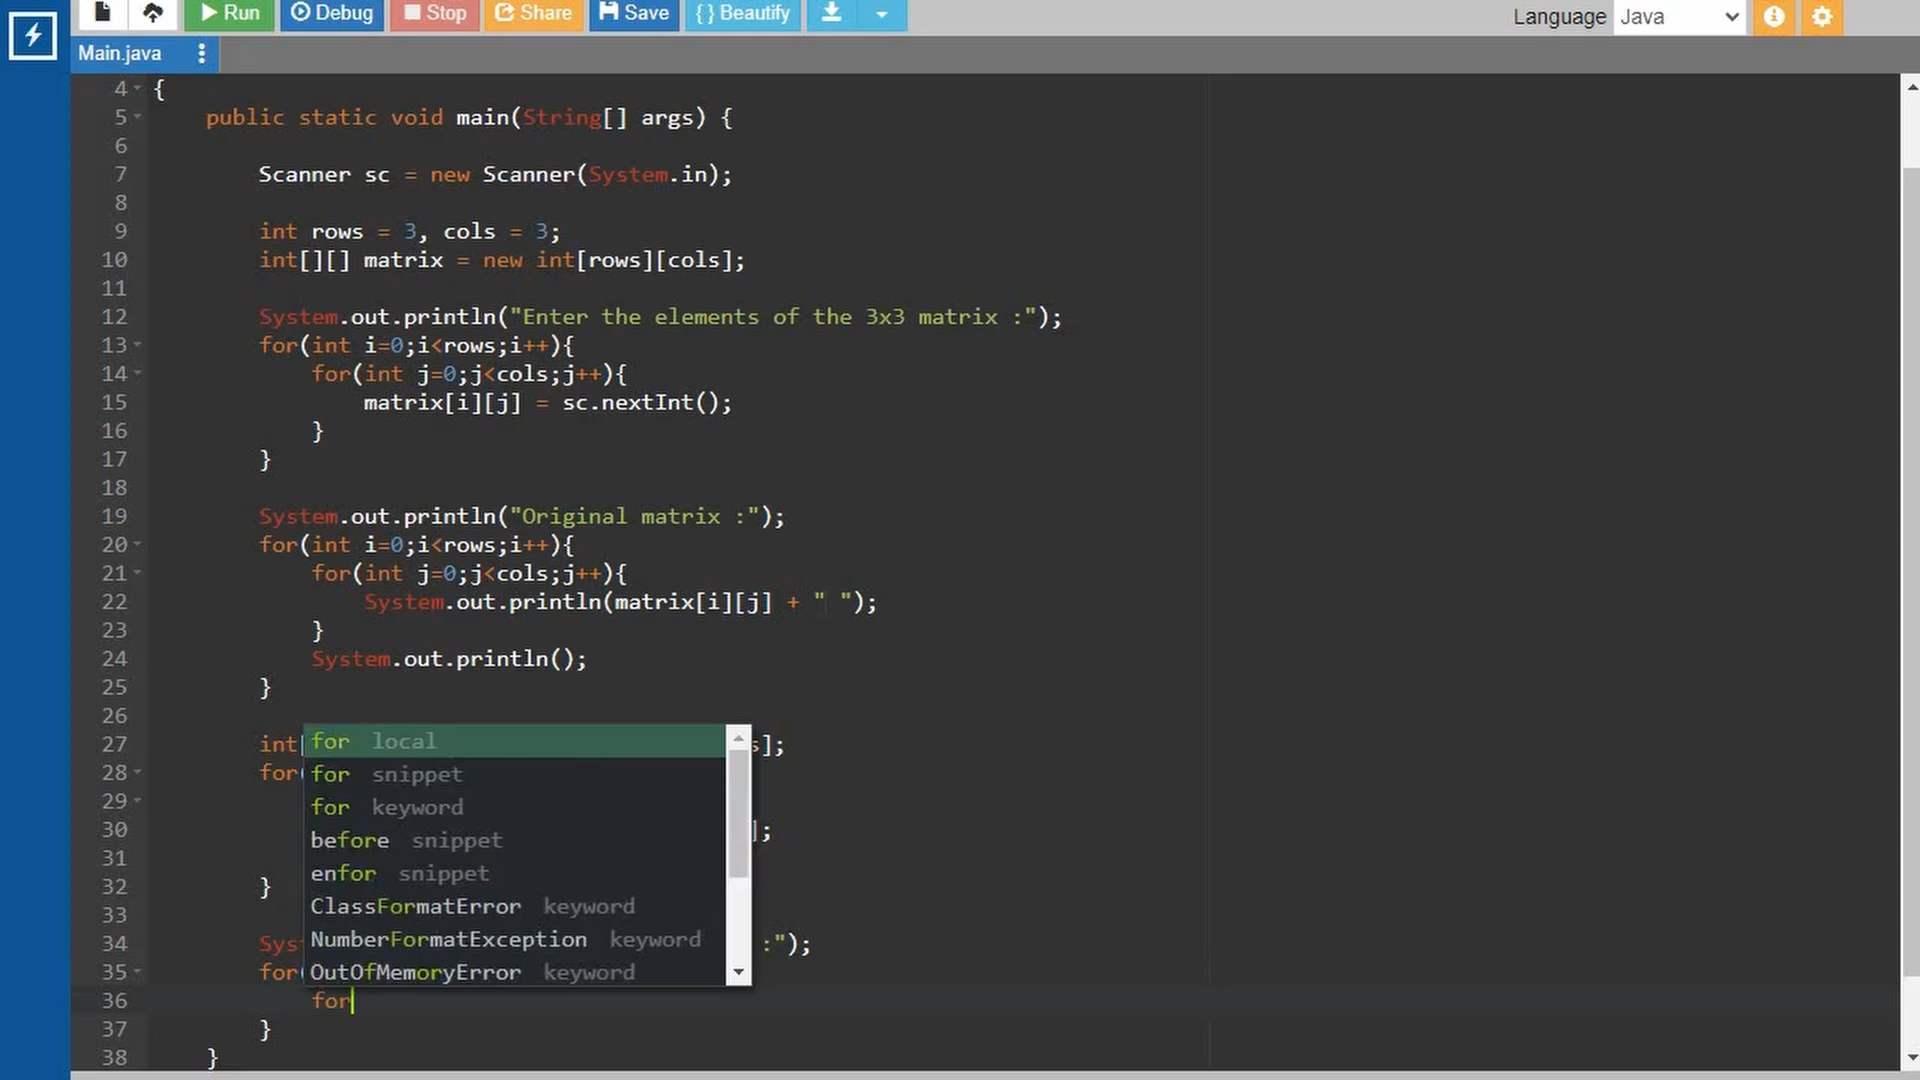 Run Debug Stop Share Save { } Beautify Language Java
Main.java
4 {
5 public static void main(String[] args) {
6
7 Scanner sc = new Scanner(System.in);
8
9 int rows = 3, cols = 3;
10 int[][] matrix = new int[rows][cols];
11
12 System.out.println("Enter the elements of the 3x3 matrix :");
13 for(int i=0;i<rows;i++){
14 for(int j=0;j<cols;j++){
15 matrix[i][j] = sc.nextInt();
16 }
17 }
18
19 System.out.println("Original matrix :");
20 for(int i=0;i<rows;i++){
21 for(int j=0;j<cols;j++){
22 System.out.println(matrix[i][j] + " ");
23 }
24 System.out.println();
25 }
26
27 int[ s];
28 for(
29
30 ];
31
32 }
33
34 Sys :");
35 for(
36 for
37 }
38 }
for local
for snippet
for keyword
before snippet
enfor snippet
ClassFormatError keyword
NumberFormatException keyword
OutOfMemoryError keyword